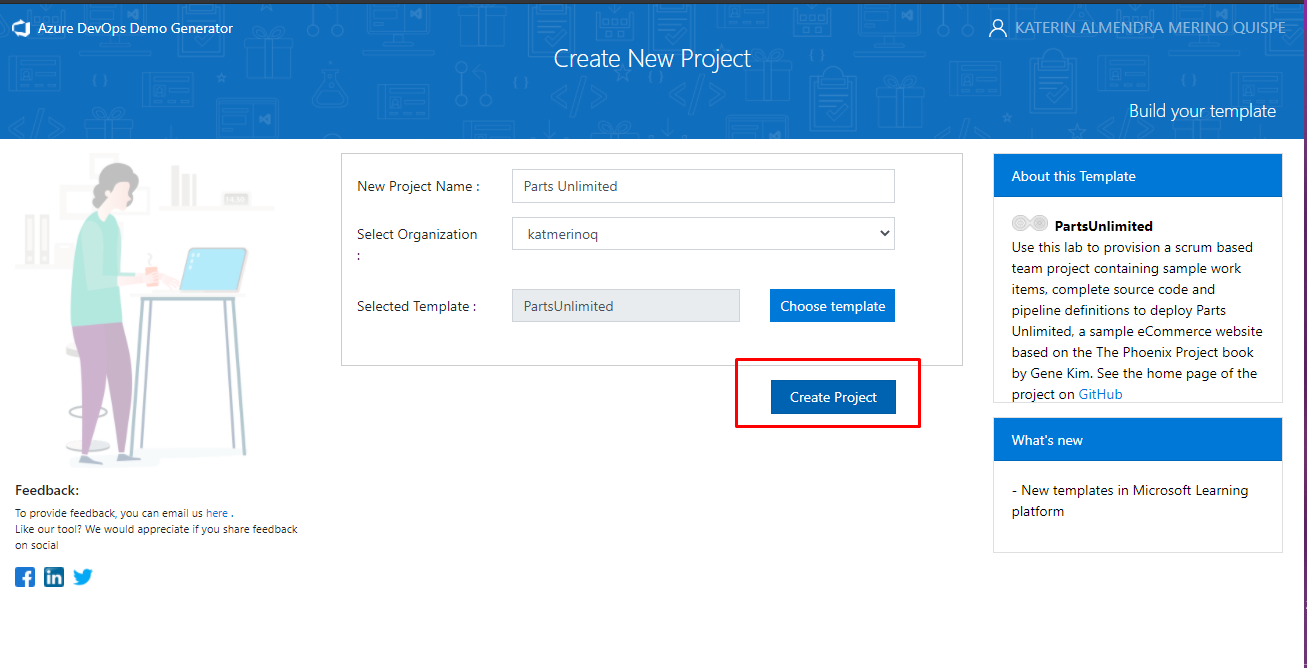 Azure DevOps Demo Generator
KATERIN ALMENDRA MERINO QUISPE
Create New Project
Build your template
New Project Name :
Parts Unlimited
Select Organization
:
katmerinoq
Selected Template :
PartsUnlimited
Choose template
Create Project
About this Template
PartsUnlimited
Use this lab to provision a scrum based
team project containing sample work
items, complete source code and
pipeline definitions to deploy Parts
Unlimited, a sample eCommerce website
based on the The Phoenix Project book
by Gene Kim. See the home page of the
project on GitHub
What's new
- New templates in Microsoft Learning
platform
Feedback:
To provide feedback, you can email us here .
Like our tool? We would appreciate if you share feedback
on social